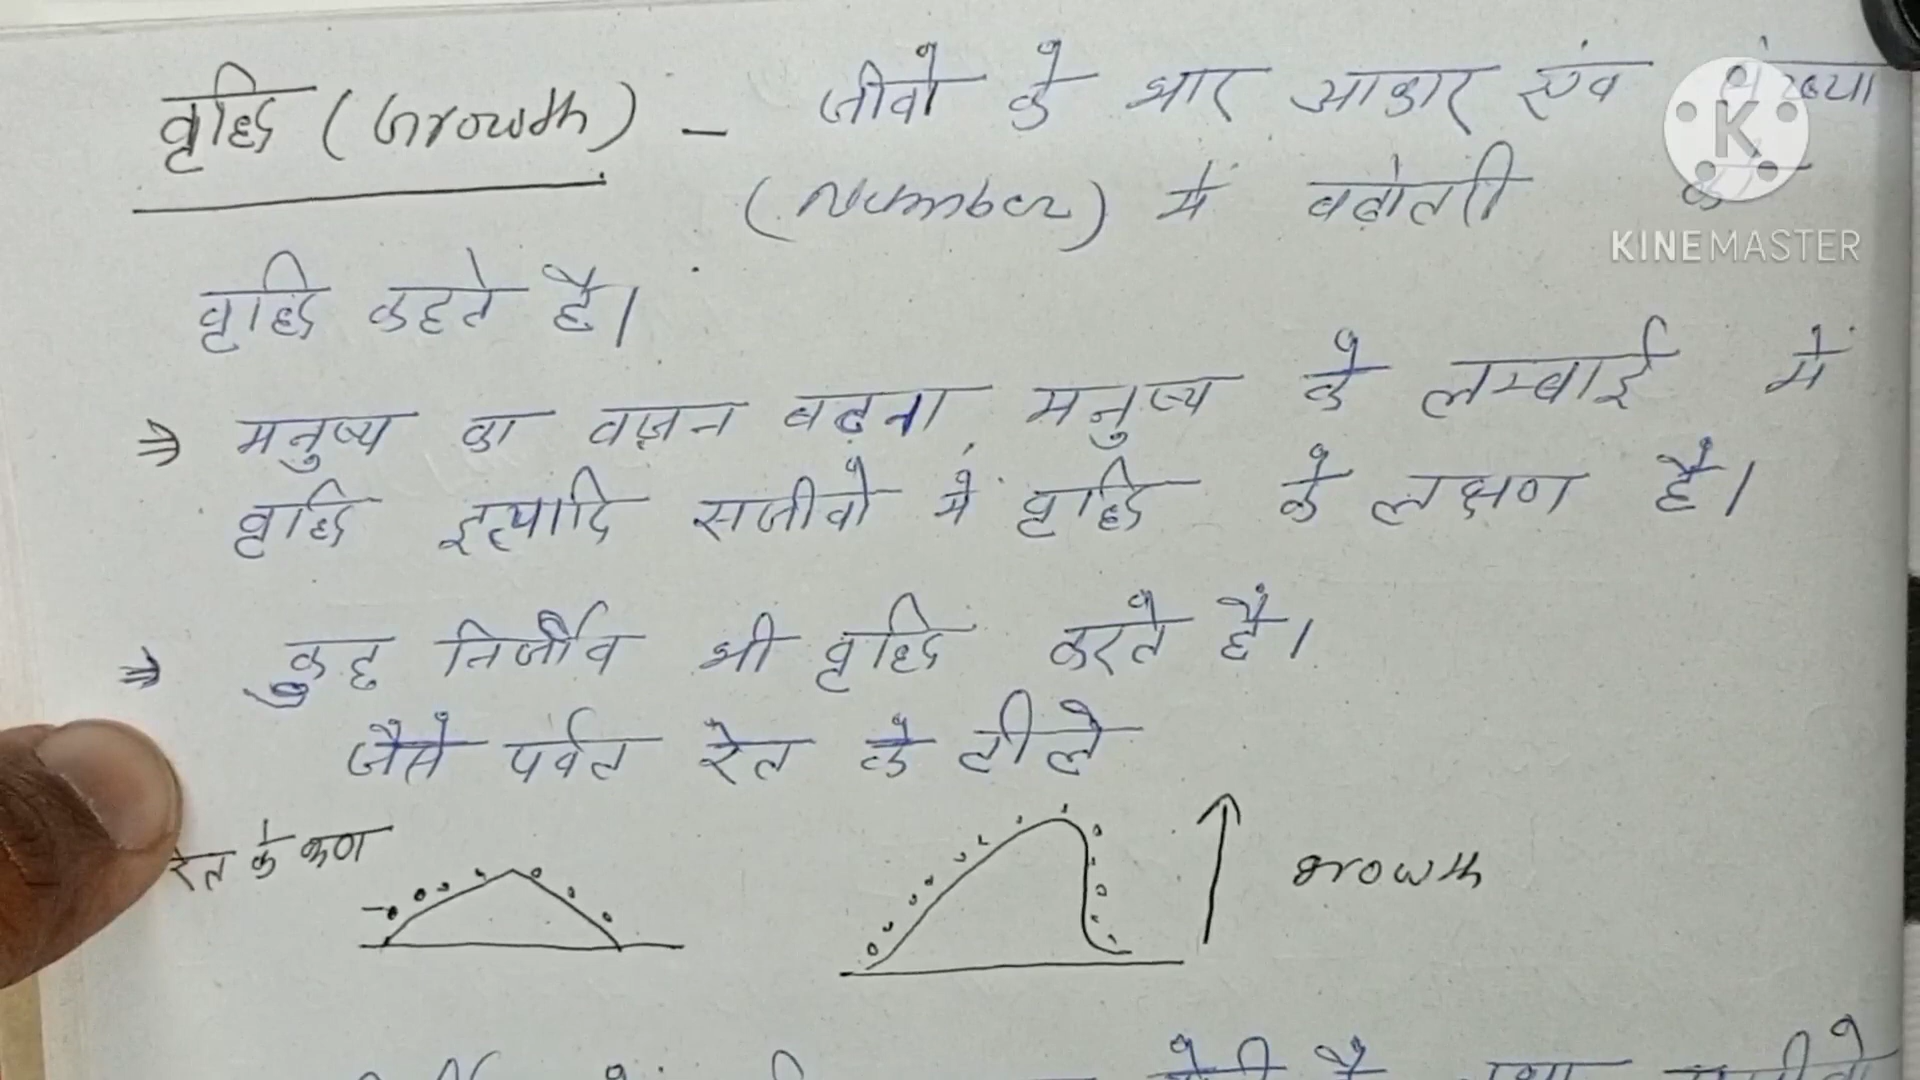 वृद्धि (Growth) - जीवो के भार आकार एंव संख्या
(Number) में बढ़ोतरी
वृद्धि कहते है।
⇒ मनुष्य का वज़न बढ़ना, मनुष्य के लम्बाई में
वृद्धि इत्यादि सजीवो में वृद्धि के लक्षण हैं।
⇒ कुछ निर्जीव भी वृद्धि करते हैं।
जैसे पर्वत रेत के टीले
रेत के कण
growth
KINEMASTER